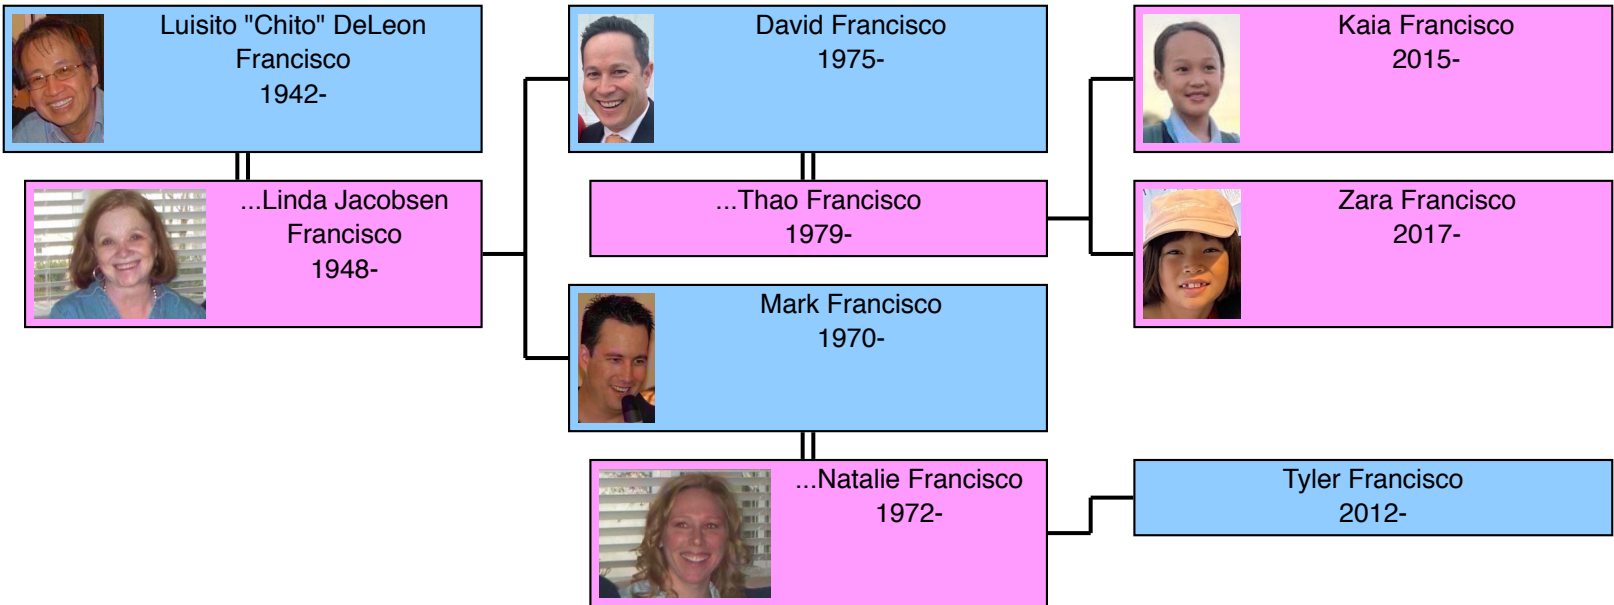 Luisito "Chito" DeLeon
Francisco
1942-
...Linda Jacobsen
Francisco
1948-
David Francisco
1975-
...Thao Francisco
1979-
Mark Francisco
1970-
...Natalie Francisco
1972-
Kaia Francisco
2015-
Zara Francisco
2017-
Tyler Francisco
2012-